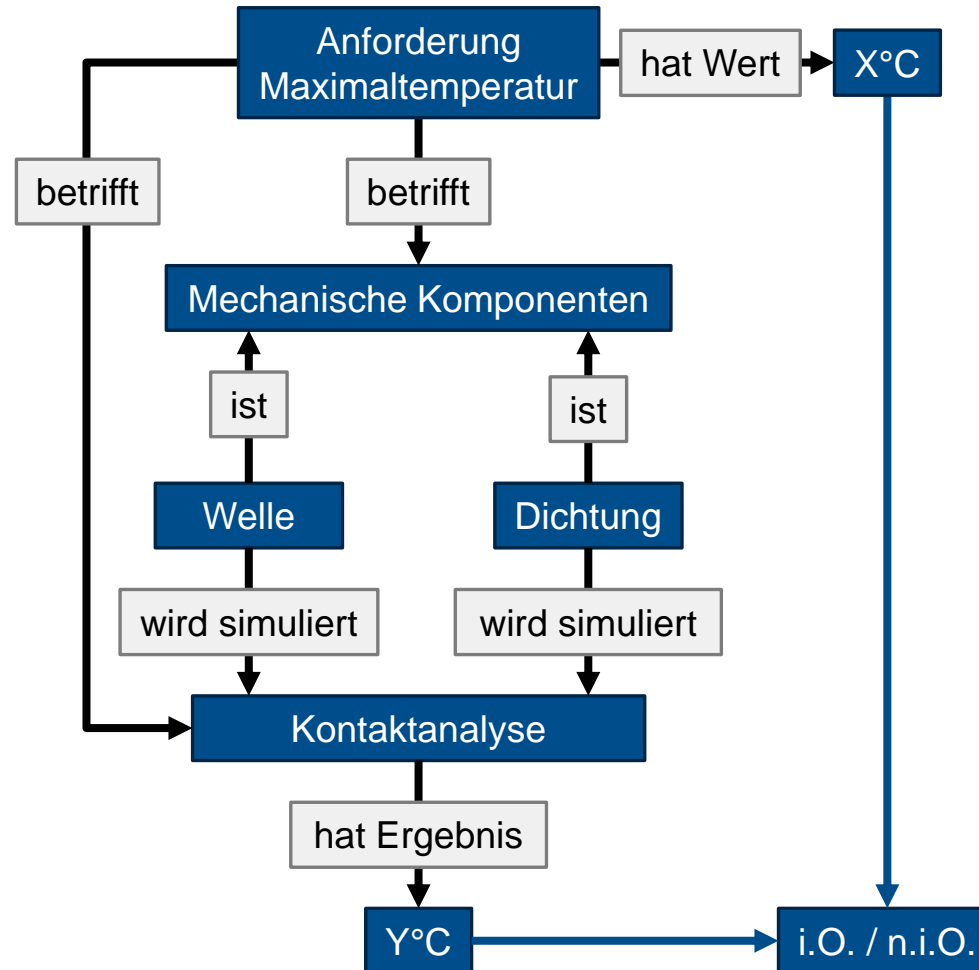 Anforderung
Maximaltemperatur
hat Wert
X°C
betrifft
betrifft
Mechanische Komponenten
ist
ist
Welle
Dichtung
wird simuliert
wird simuliert
Kontaktanalyse
hat Ergebnis
Y°C
i.O. / n.i.O.